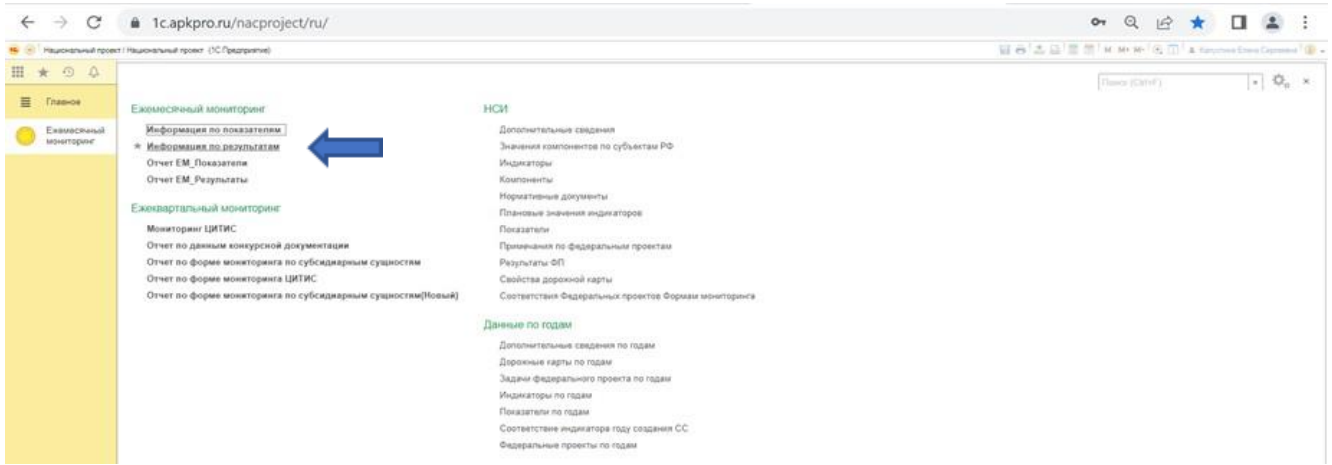 1c.apkpro.ru/nacproject/ru/
Национальный проект / Национальный проект (1С:Предприятие)
M M+ M-
Поиск (Ctrl+F)
Главное
Ежемесячный
мониторинг
Ежемесячный мониторинг
Информация по показателям
Информация по результатам
Отчет ЕМ_Показатели
Отчет ЕМ_Результаты
Ежеквартальный мониторинг
Мониторинг ЦИТИС
Отчет по данным конкурсной документации
Отчет по форме мониторинга по субсидиарным сущностям
Отчет по форме мониторинга ЦИТИС
Отчет по форме мониторинга по субсидиарным сущностям(Новый)
НСИ
Дополнительные сведения
Значения компонентов по субъектам РФ
Индикаторы
Компоненты
Нормативные документы
Плановые значения индикаторов
Показатели
Примечания по федеральным проектам
Результаты ФП
Свойства дорожной карты
Соответствия Федеральных проектов Формам мониторинга
Данные по годам
Дополнительные сведения по годам
Дорожные карты по годам
Задачи федерального проекта по годам
Индикаторы по годам
Показатели по годам
Соответствие индикатора году создания СС
Федеральные проекты по годам